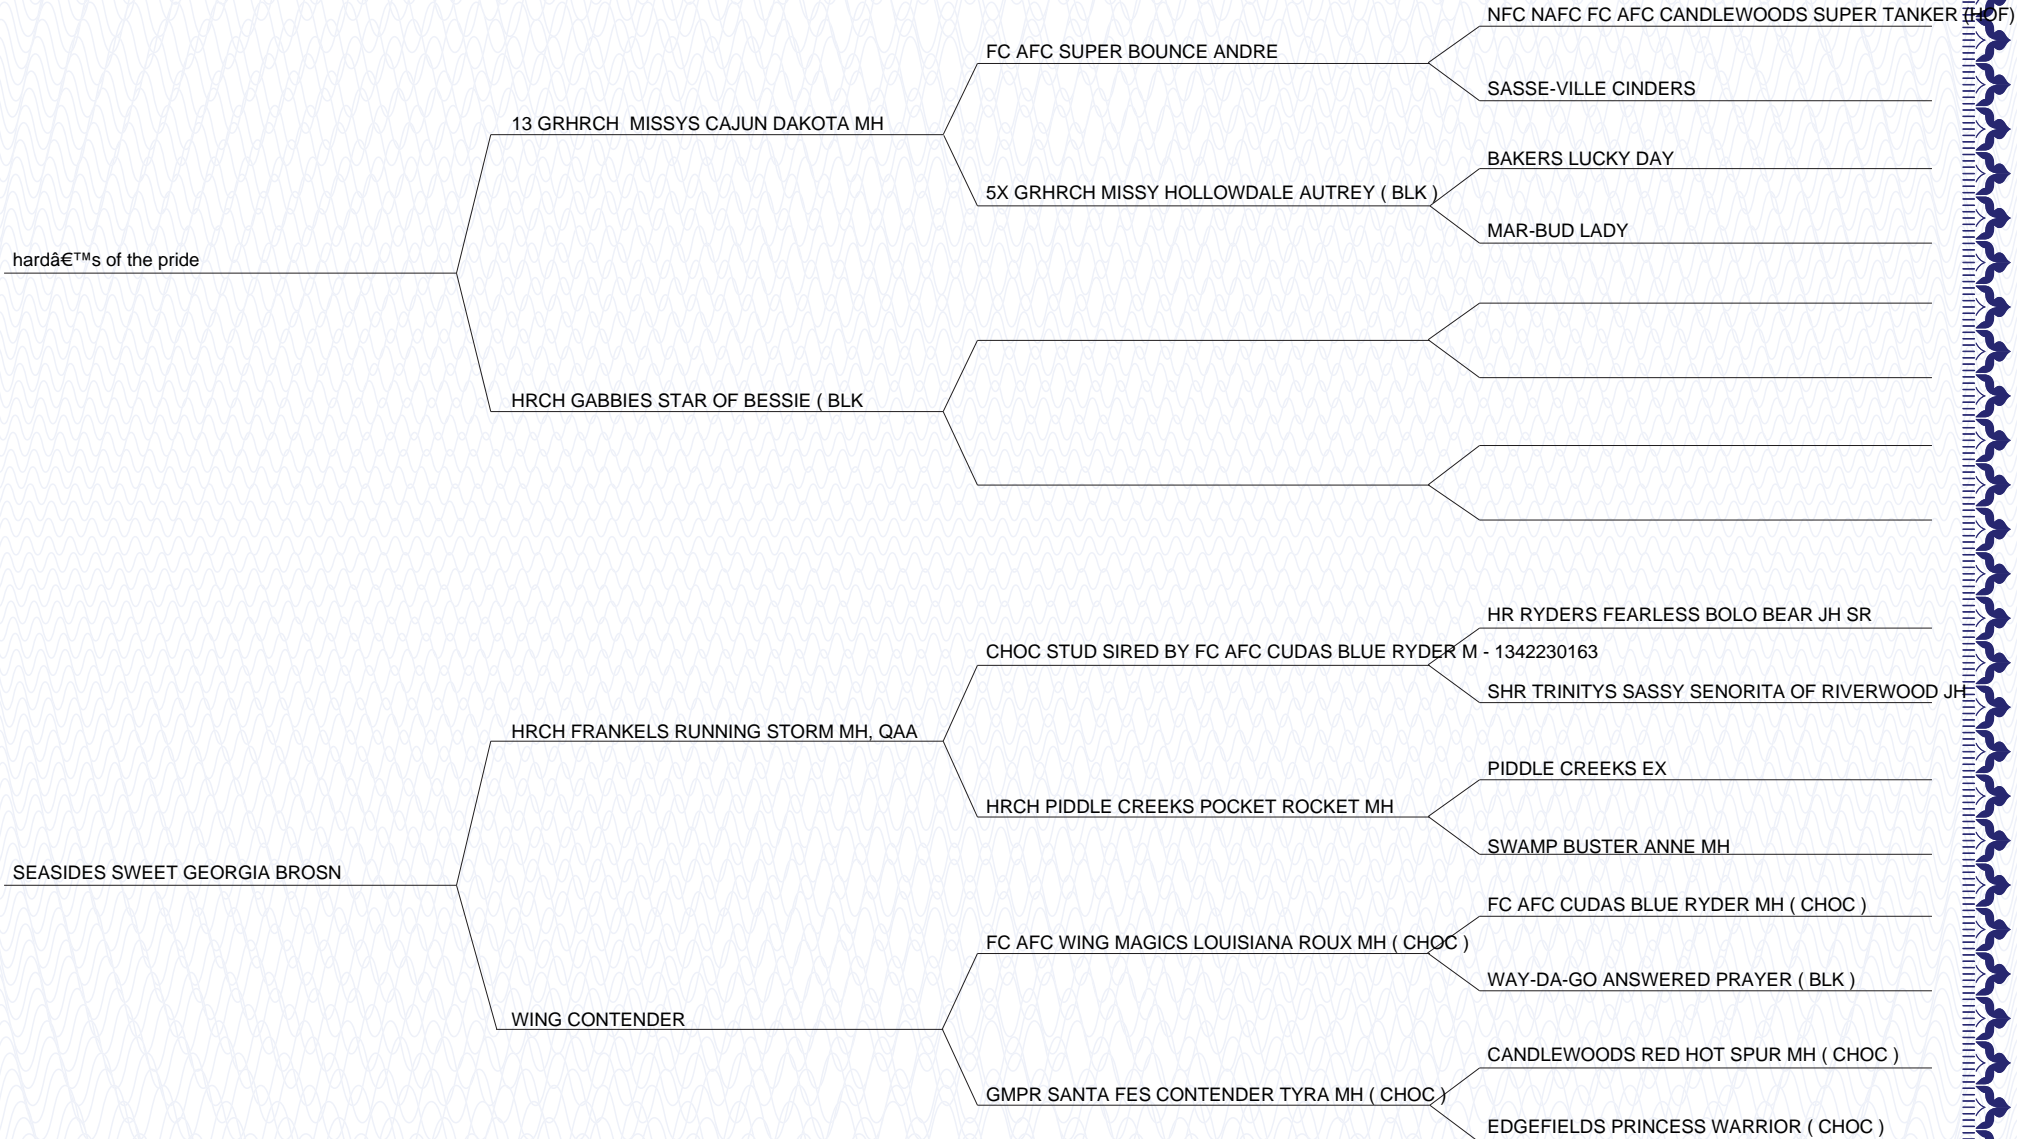 NFC NAFC FC AFC CANDLEWOODS SUPER TANKER (HOF)
FC AFC SUPER BOUNCE ANDRE
SASSE-VILLE CINDERS
13 GRHRCH  MISSYS CAJUN DAKOTA MH
BAKERS LUCKY DAY
5X GRHRCH MISSY HOLLOWDALE AUTREY ( BLK )
MAR-BUD LADY
hardâ€™s of the pride
HRCH GABBIES STAR OF BESSIE ( BLK
HR RYDERS FEARLESS BOLO BEAR JH SR
CHOC STUD SIRED BY FC AFC CUDAS BLUE RYDER M - 1342230163
SHR TRINITYS SASSY SENORITA OF RIVERWOOD JH
HRCH FRANKELS RUNNING STORM MH, QAA
PIDDLE CREEKS EX
HRCH PIDDLE CREEKS POCKET ROCKET MH
SWAMP BUSTER ANNE MH
SEASIDES SWEET GEORGIA BROSN
FC AFC CUDAS BLUE RYDER MH ( CHOC )
FC AFC WING MAGICS LOUISIANA ROUX MH ( CHOC )
WAY-DA-GO ANSWERED PRAYER ( BLK )
WING CONTENDER
CANDLEWOODS RED HOT SPUR MH ( CHOC )
GMPR SANTA FES CONTENDER TYRA MH ( CHOC )
EDGEFIELDS PRINCESS WARRIOR ( CHOC )